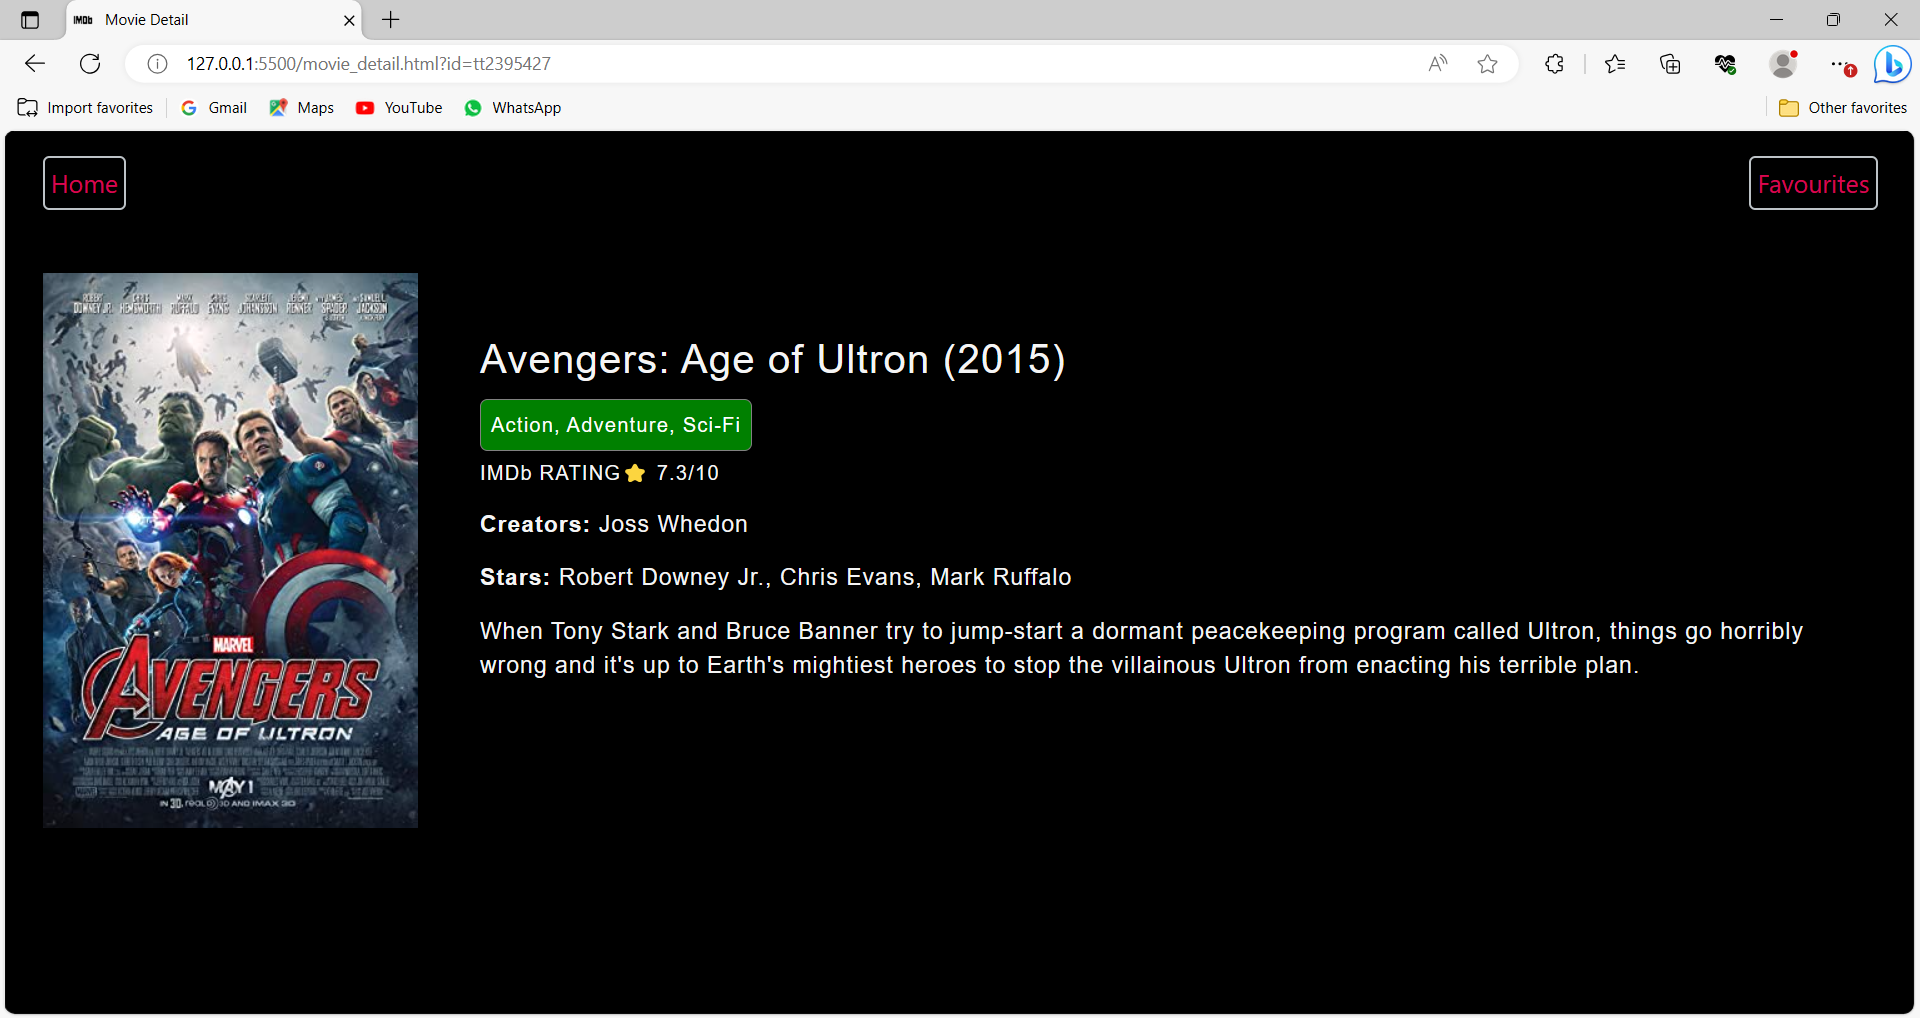 IMDb Movie Detail
127.0.0.1:5500/movie_detail.html?id=tt2395427
Import favorites Gmail Maps YouTube WhatsApp Other favorites
Home Favourites
ROBERT DOWNEY JR. CHRIS HEMSWORTH MARK RUFFALO CHRIS EVANS SCARLETT JOHANSSON JEREMY RENNER JAMES SPADER SAMUEL L. JACKSON
Avengers: Age of Ultron (2015)
Action, Adventure, Sci-Fi
IMDb RATING⭐ 7.3/10
Creators: Joss Whedon
Stars: Robert Downey Jr., Chris Evans, Mark Ruffalo
When Tony Stark and Bruce Banner try to jump-start a dormant peacekeeping program called Ultron, things go horribly
wrong and it's up to Earth's mightiest heroes to stop the villainous Ultron from enacting his terrible plan.
MARVEL
AVENGERS
AGE OF ULTRON
MAY 1
IN 3D, REAL D 3D AND IMAX 3D